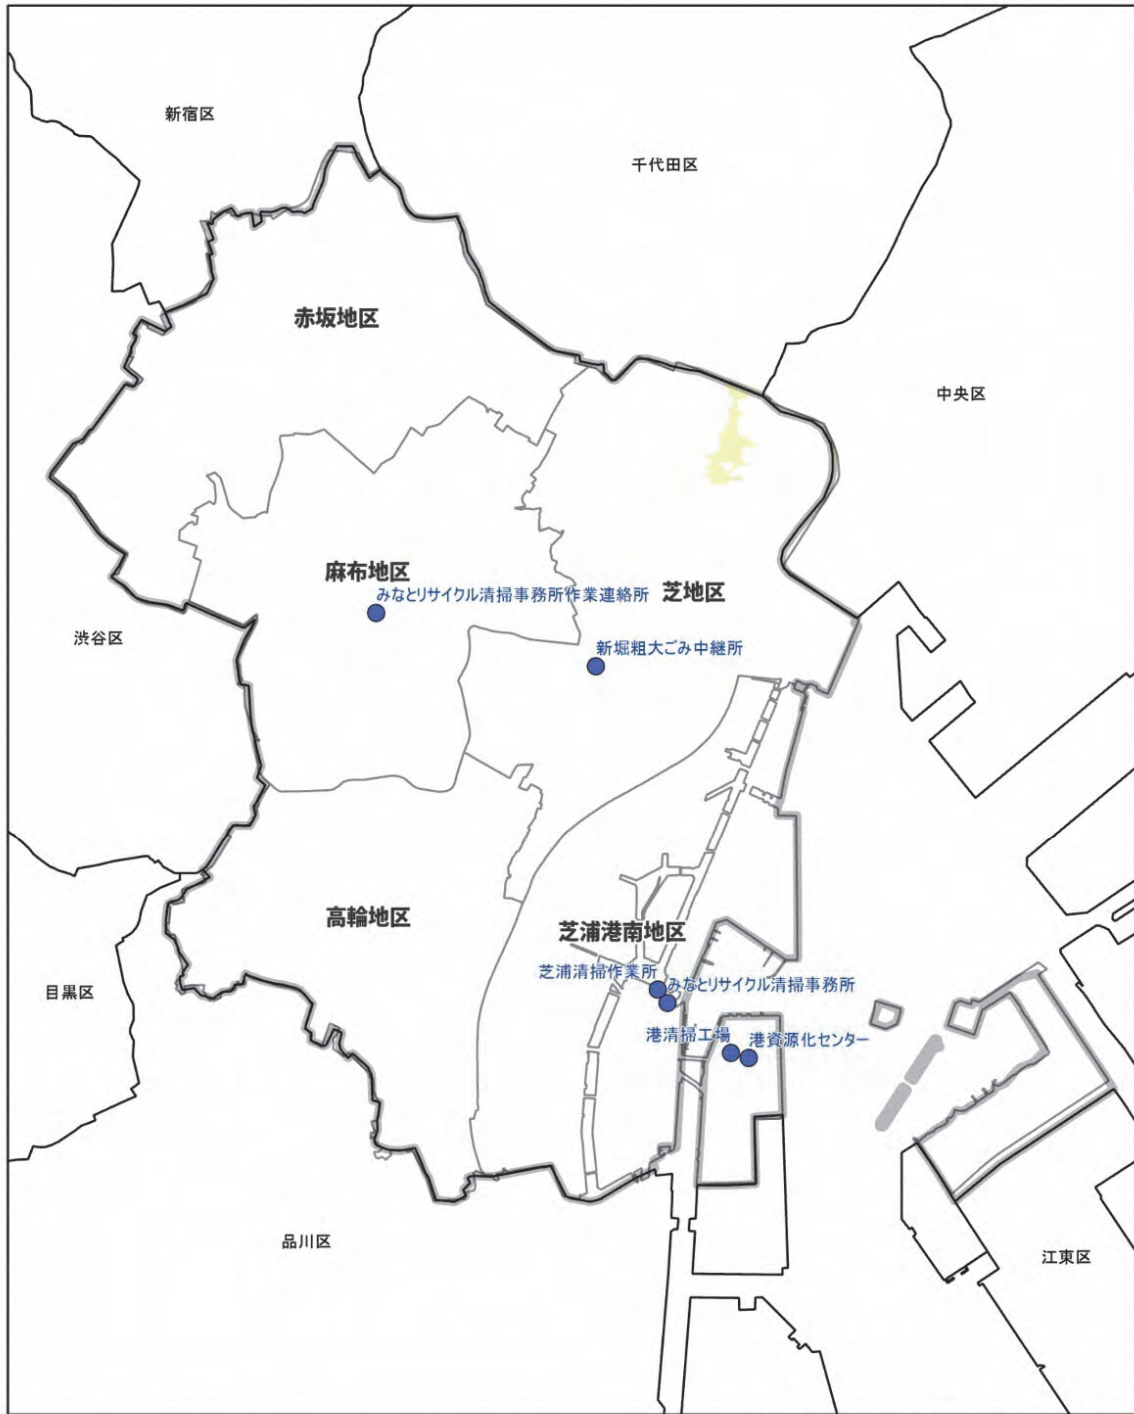 新宿区
千代田区
赤坂地区
中央区
麻布地区
みなとリサイクル清掃事務所作業連絡所
芝地区
渋谷区
新堀粗大ごみ中継所
高輪地区
芝浦港南地区
芝浦清掃作業所
みなとリサイクル清掃事務所
目黒区
港清掃工場
港資源化センター
品川区
江東区